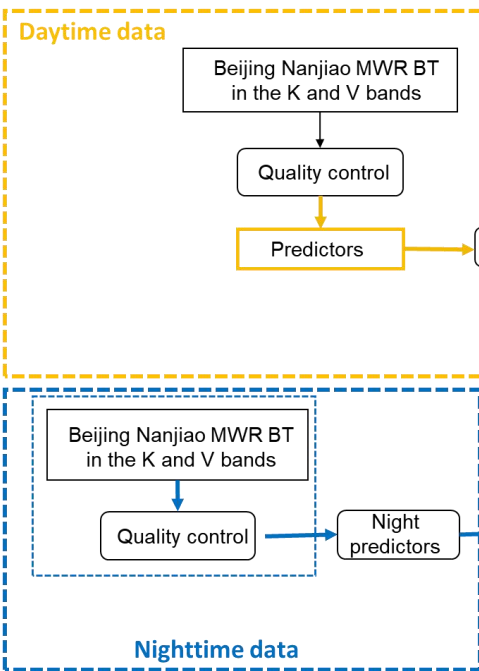 Daytime data
Beijing Nanjiao MWR BT
in the K and V bands
Quality control
Predictors
Beijing Nanjiao MWR BT
in the K and V bands
Quality control
Night
predictors
Nighttime data